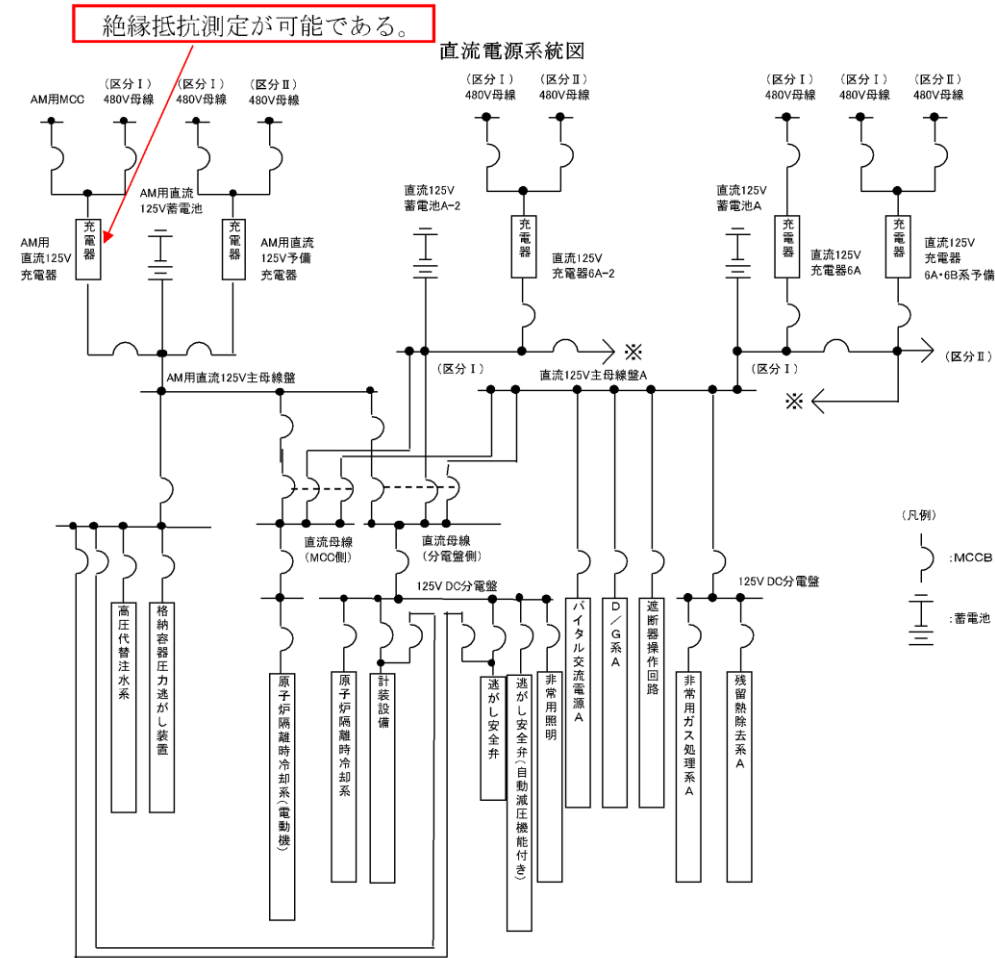 絶縁抵抗測定が可能である。
直流電源系統図
AM用MCC
(区分Ⅰ)
480V母線
(区分Ⅰ)
480V母線
(区分Ⅱ)
480V母線
(区分Ⅰ)
480V母線
(区分Ⅱ)
480V母線
(区分Ⅰ)
480V母線
(区分Ⅰ)
480V母線
(区分Ⅱ)
480V母線
AM用直流
125V蓄電池
直流125V
蓄電池A-2
直流125V
蓄電池A
AM用
直流125V
充電器
充電器
充電器
AM用直流
125V予備
充電器
充電器
直流125V
充電器6A-2
充電器
直流125V
充電器6A
充電器
直流125V
充電器
6A・6B系予備
※
(区分Ⅰ)
(区分Ⅰ)
(区分Ⅱ)
※
AM用直流125V主母線盤
直流125V主母線盤A
直流母線
(MCC側)
直流母線
(分電盤側)
125V DC分電盤
125V DC分電盤
(凡例)
:MCCB
:蓄電池
高圧代替注水系
格納容器圧力逃がし装置
原子炉隔離時冷却系(電動機)
原子炉隔離時冷却系
計装設備
逃がし安全弁
逃がし安全弁(自動減圧機能付き)
非常用照明
バイタル交流電源A
D/G系A
遮断器操作回路
非常用ガス処理系A
残留熱除去系A